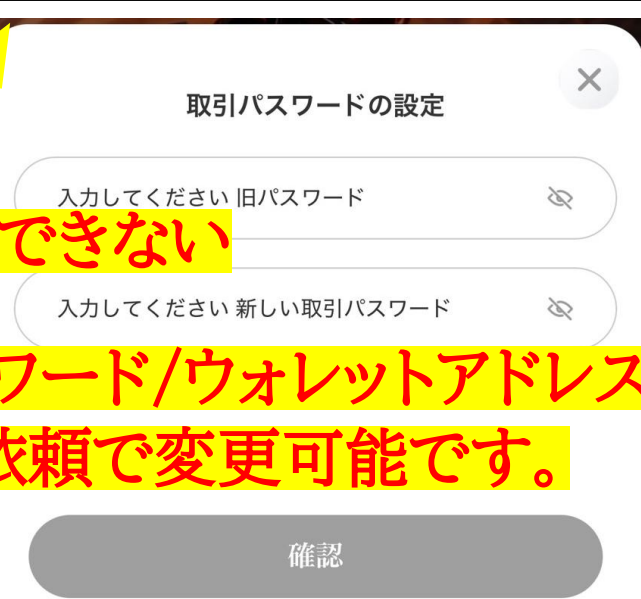 取引パスワードの設定
入力してください 旧パスワード
できない
入力してください 新しい取引パスワード
ワード/ウォレットアドレス
依頼で変更可能です。
確認